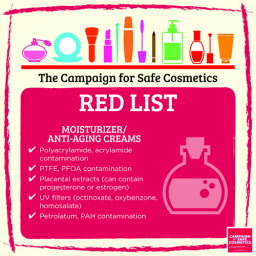 The Campaign for Safe Cosmetics
RED LIST
MOISTURIZER/
ANTI-AGING CREAMS
✔ Polyacrylamide, acrylamide
contamination
✔ PTFE, PFOA contamination
✔ Placental extracts (can contain
progesterone or estrogen)
✔ UV filters (octinoxate, oxybenzone,
homosalate)
✔ Petrolatum, PAH contamination
CAMPAIGN
for SAFE
COSMETICS